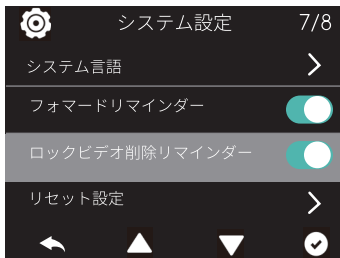 システム設定 7/8
システム言語
フォマードリマインダー
ロックビデオ削除リマインダー
リセット設定